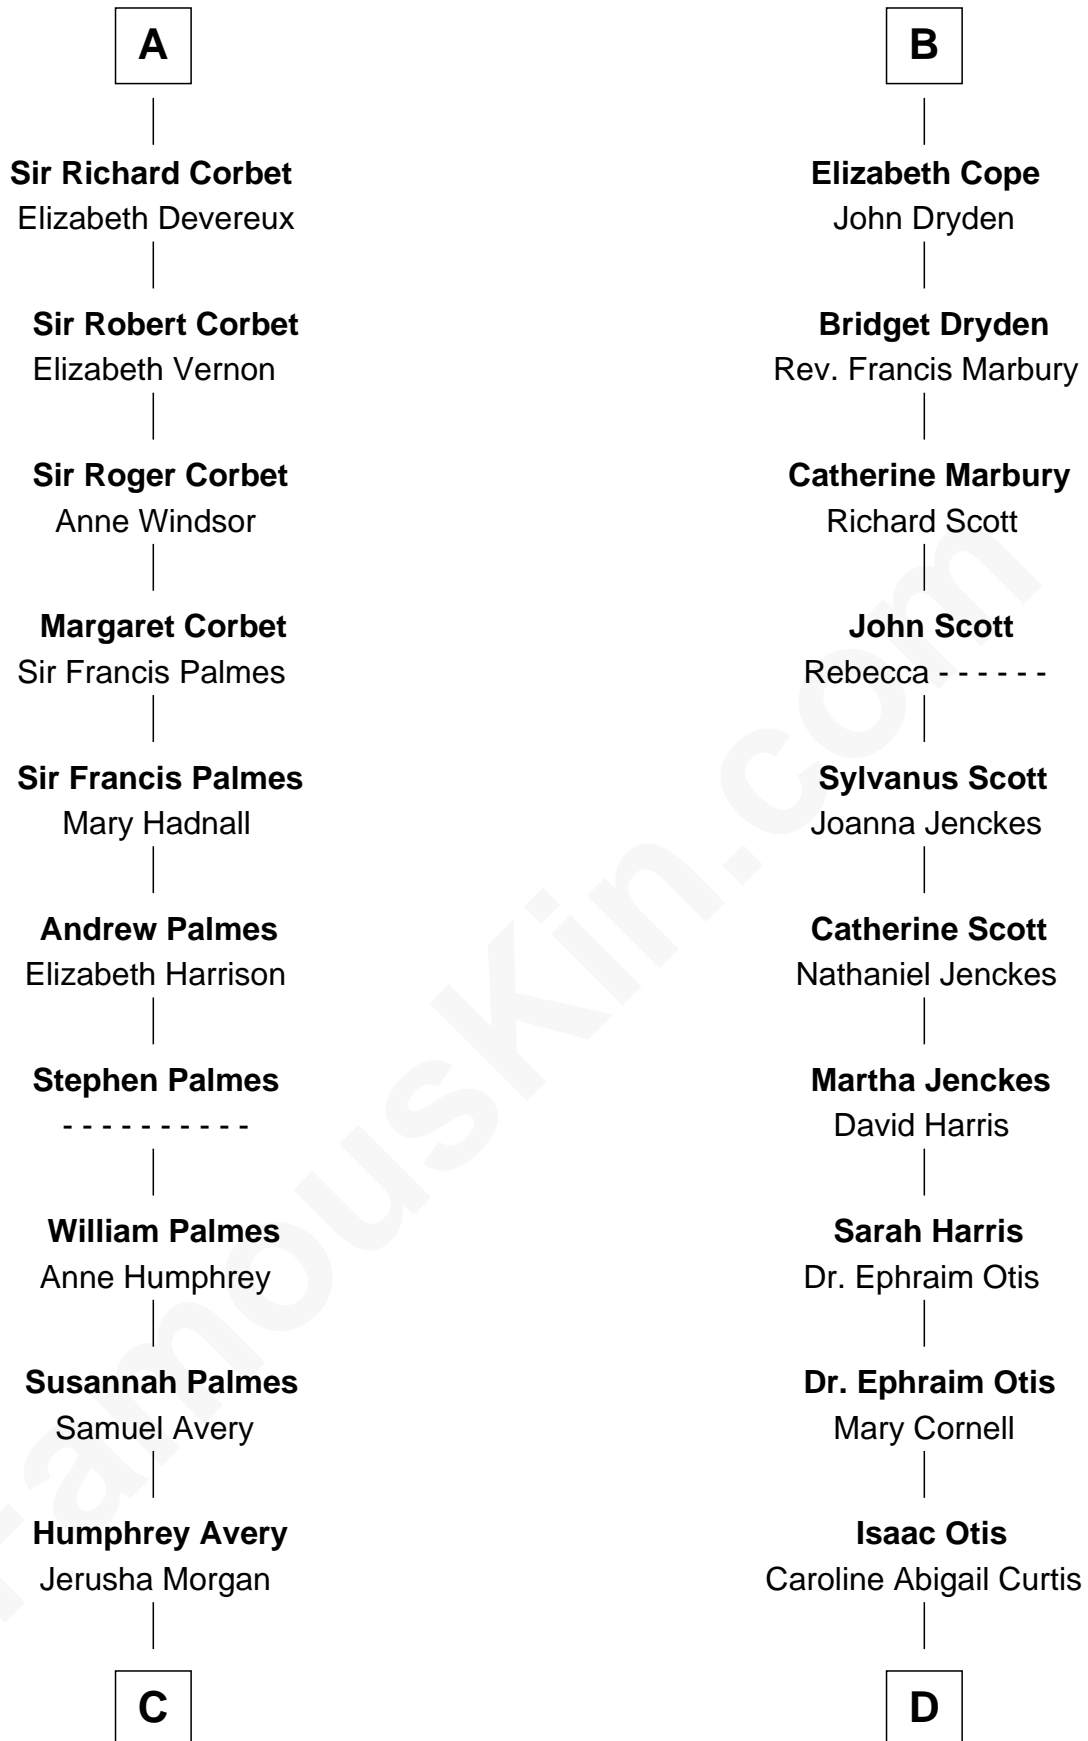 A
Sir Richard Corbet
Elizabeth Devereux
Sir Robert Corbet
Elizabeth Vernon
Sir Roger Corbet
Anne Windsor
Margaret Corbet
Sir Francis Palmes
Sir Francis Palmes
Mary Hadnall
Andrew Palmes
Elizabeth Harrison
Stephen Palmes
- - - - - - - - - -
William Palmes
Anne Humphrey
Susannah Palmes
Samuel Avery
Humphrey Avery
Jerusha Morgan
C
B
Elizabeth Cope
John Dryden
Bridget Dryden
Rev. Francis Marbury
Catherine Marbury
Richard Scott
John Scott
Rebecca - - - - - -
Sylvanus Scott
Joanna Jenckes
Catherine Scott
Nathaniel Jenckes
Martha Jenckes
David Harris
Sarah Harris
Dr. Ephraim Otis
Dr. Ephraim Otis
Mary Cornell
Isaac Otis
Caroline Abigail Curtis
D
FamousKin.com